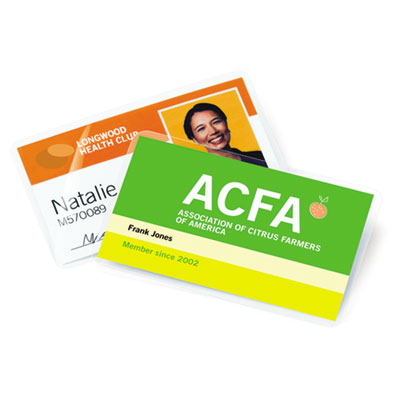 LONGWOOD
HEALTH CLUB
Natalie
M570089
ACFA
ASSOCIATION OF CITRUS FARMERS
OF AMERICA
Frank Jones
Member since 2002